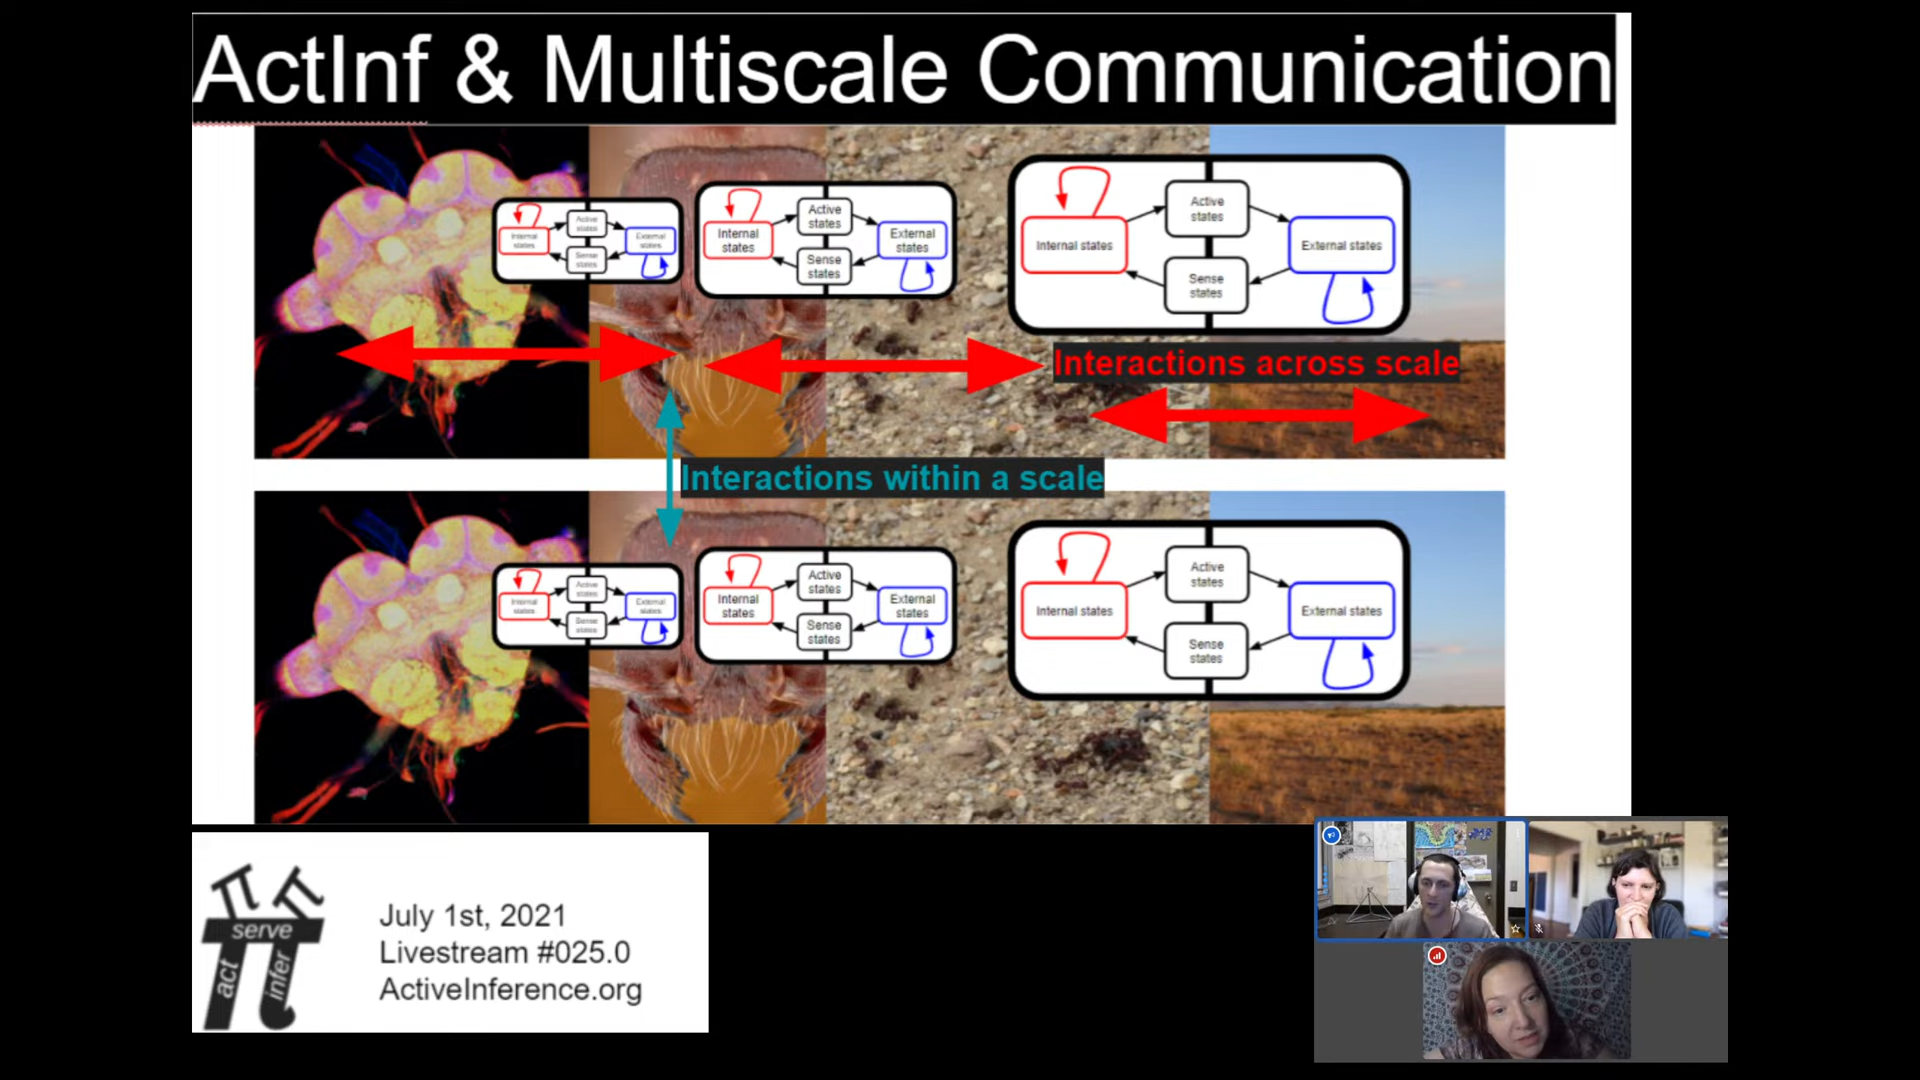 ActInf & Multiscale Communication
Internal states
Active states
Sense states
External states
Internal states
Active states
Sense states
External states
Internal states
Active states
Sense states
External states
Interactions across scale
Interactions within a scale
Internal states
Active states
Sense states
External states
Internal states
Active states
Sense states
External states
Internal states
Active states
Sense states
External states
serve
act
infer
July 1st, 2021
Livestream #025.0
ActiveInference.org